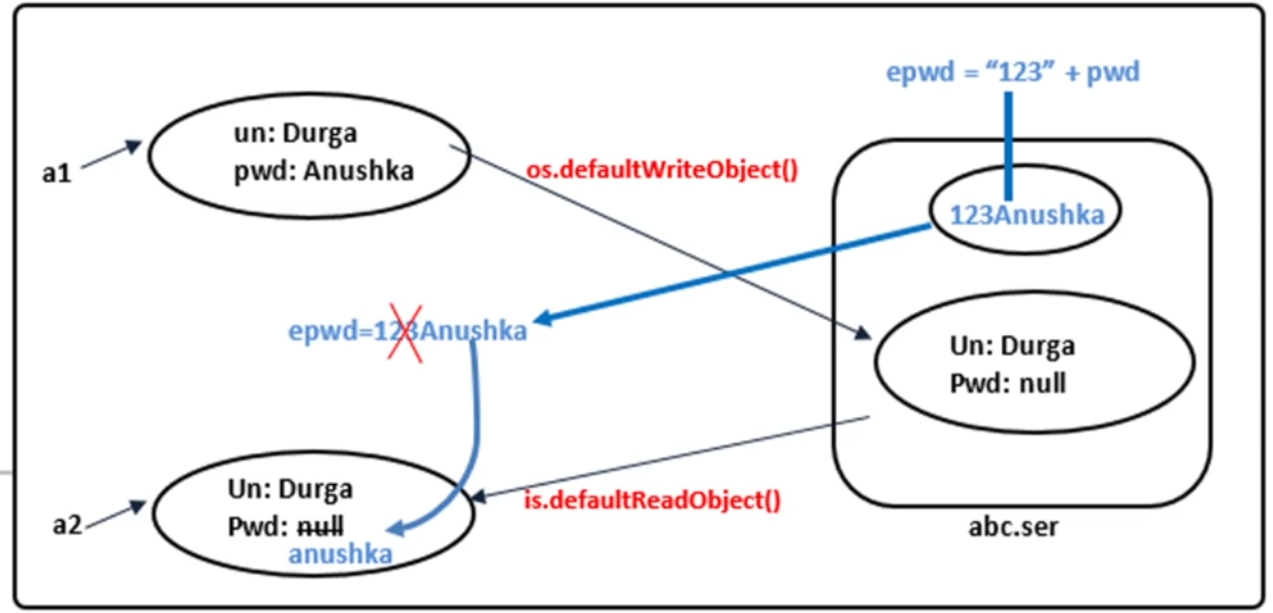 epwd = “123” + pwd
un: Durga
pwd: Anushka
a1
os.defaultWriteObject()
123Anushka
epwd=123Anushka
Un: Durga
Pwd: null
Un: Durga
Pwd: null
anushka
a2
is.defaultReadObject()
abc.ser